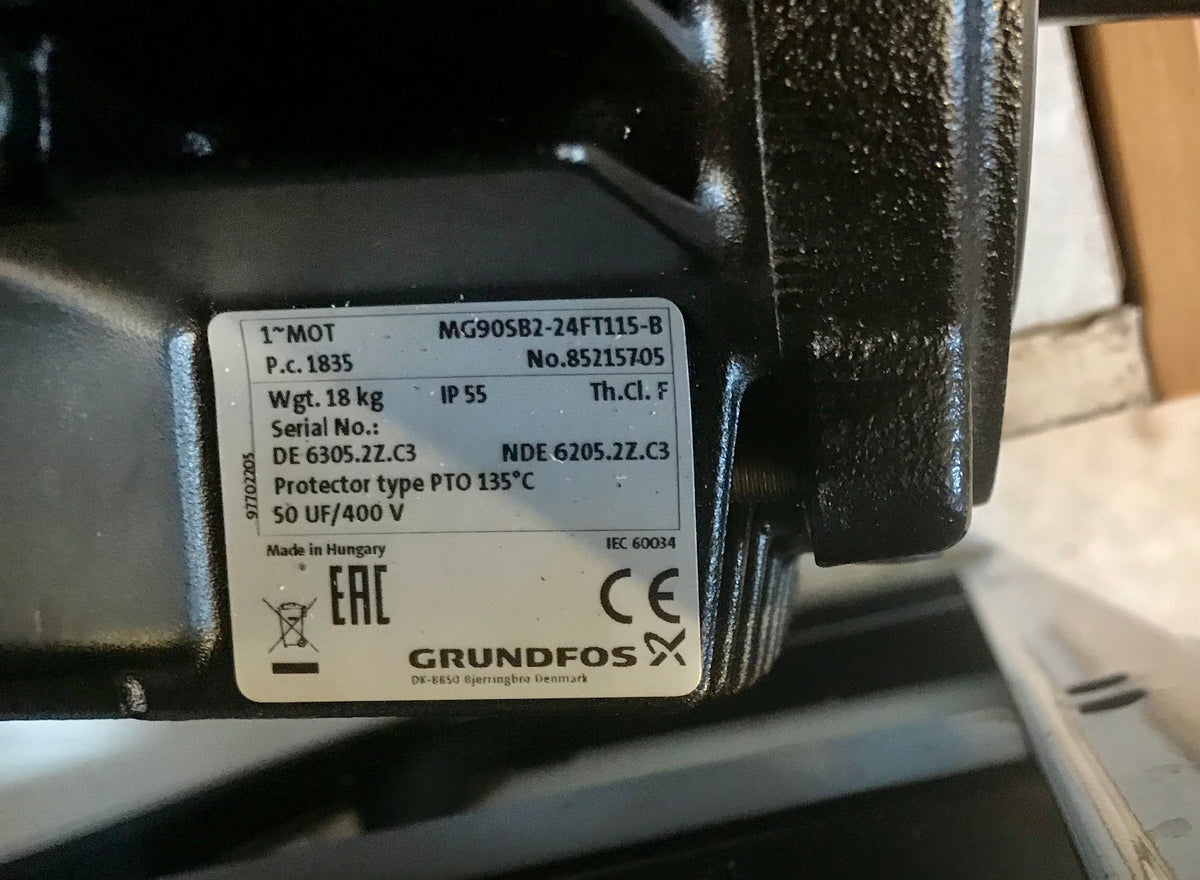 1~MOT MG90SB2-24FT115-B
P.c. 1835 No.85215705
Wgt. 18 kg IP 55 Th.Cl. F
Serial No.:
DE 6305.2Z.C3 NDE 6205.2Z.C3
Protector type PTO 135°C
50 UF/400 V
97702205
Made in Hungary IEC 60034
EAC CE
GRUNDFOS
DK-8850 Bjerringbro Denmark